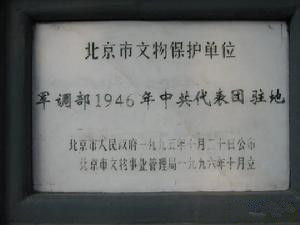 北京市文物保护单位
军调部1946年中共代表团驻地
北京市人民政府一九九五年十月二十日公布
北京市文物事业管理局一九九六年十月立